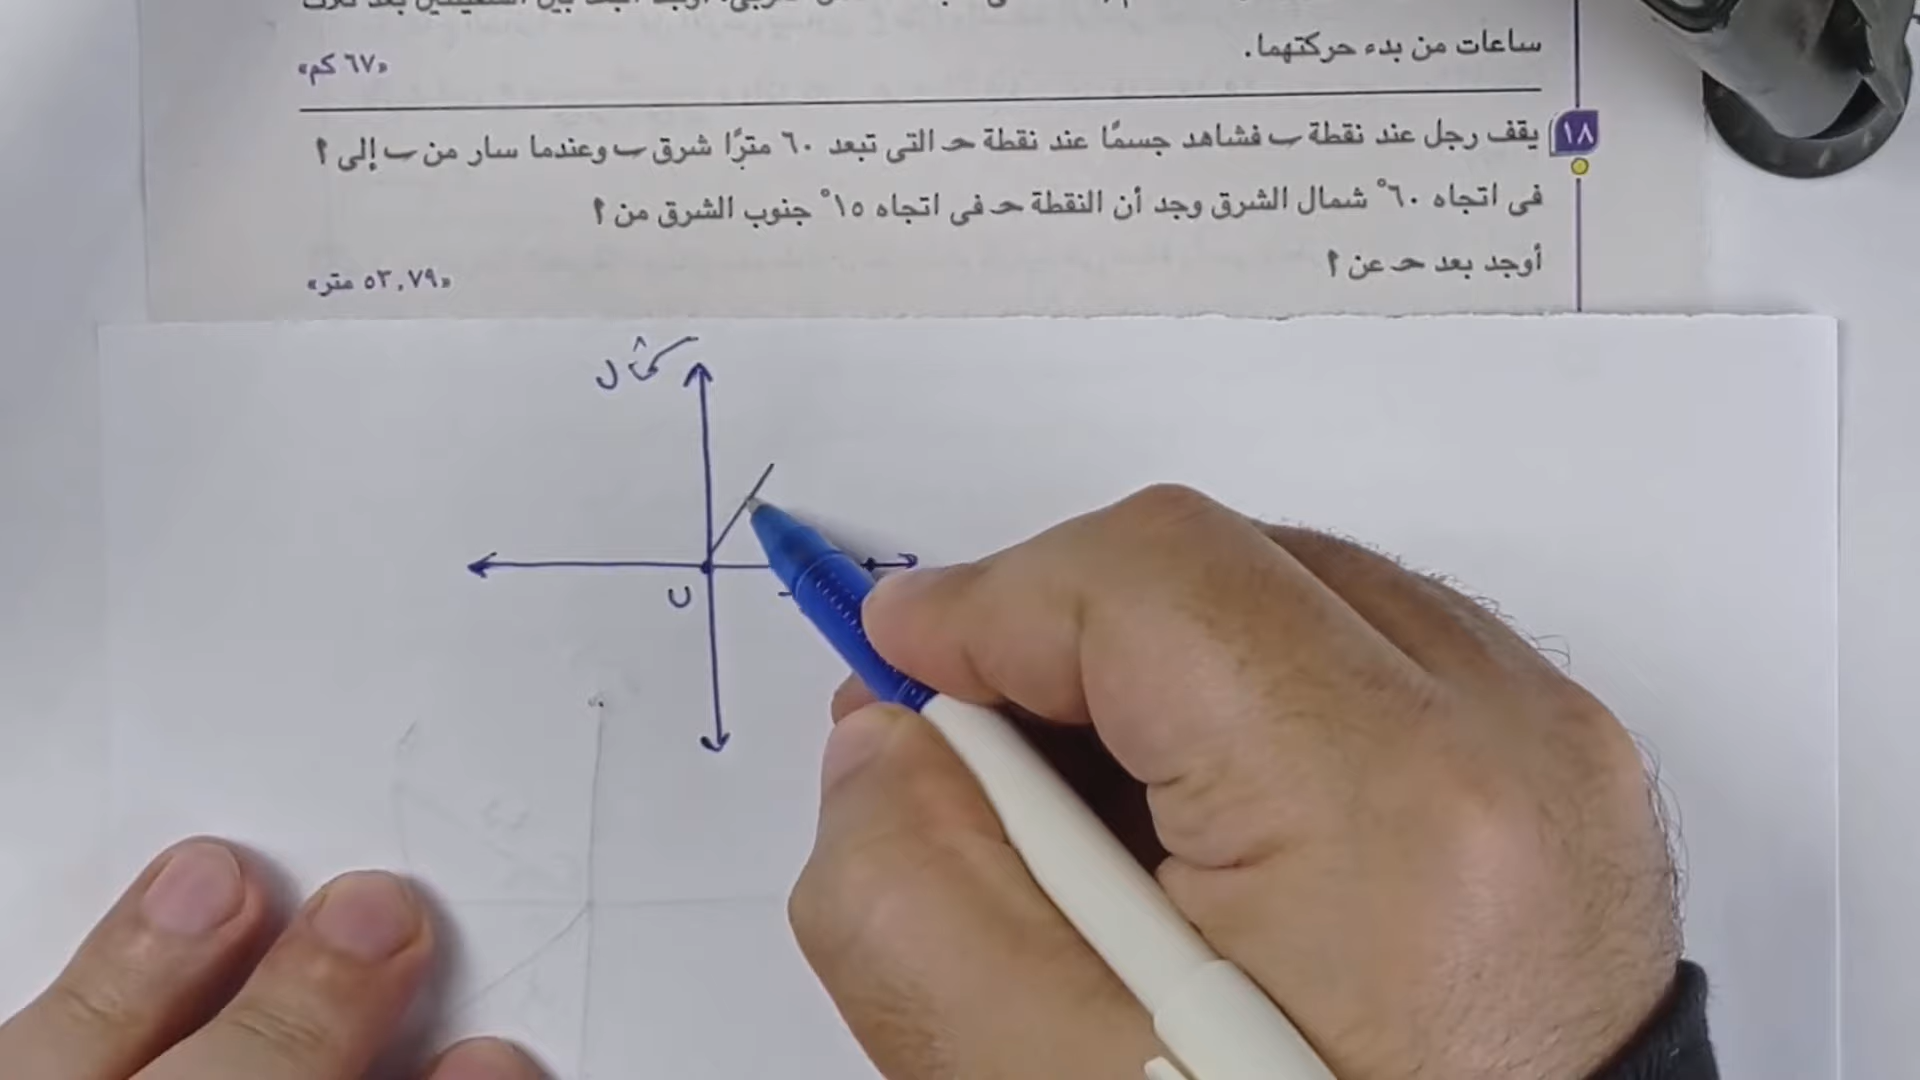 ساعات من بدء حركتهما.
«٦٧ كم»
١٨ يقف رجل عند نقطة ب فشاهد جسمًا عند نقطة حـ التى تبعد ٦٠ مترًا شرق ب وعندما سار من ب إلى أ
فى اتجاه ٦٠° شمال الشرق وجد أن النقطة حـ فى اتجاه ١٥° جنوب الشرق من أ
أوجد بعد حـ عن أ
«٥٣,٧٩ متر»
ب